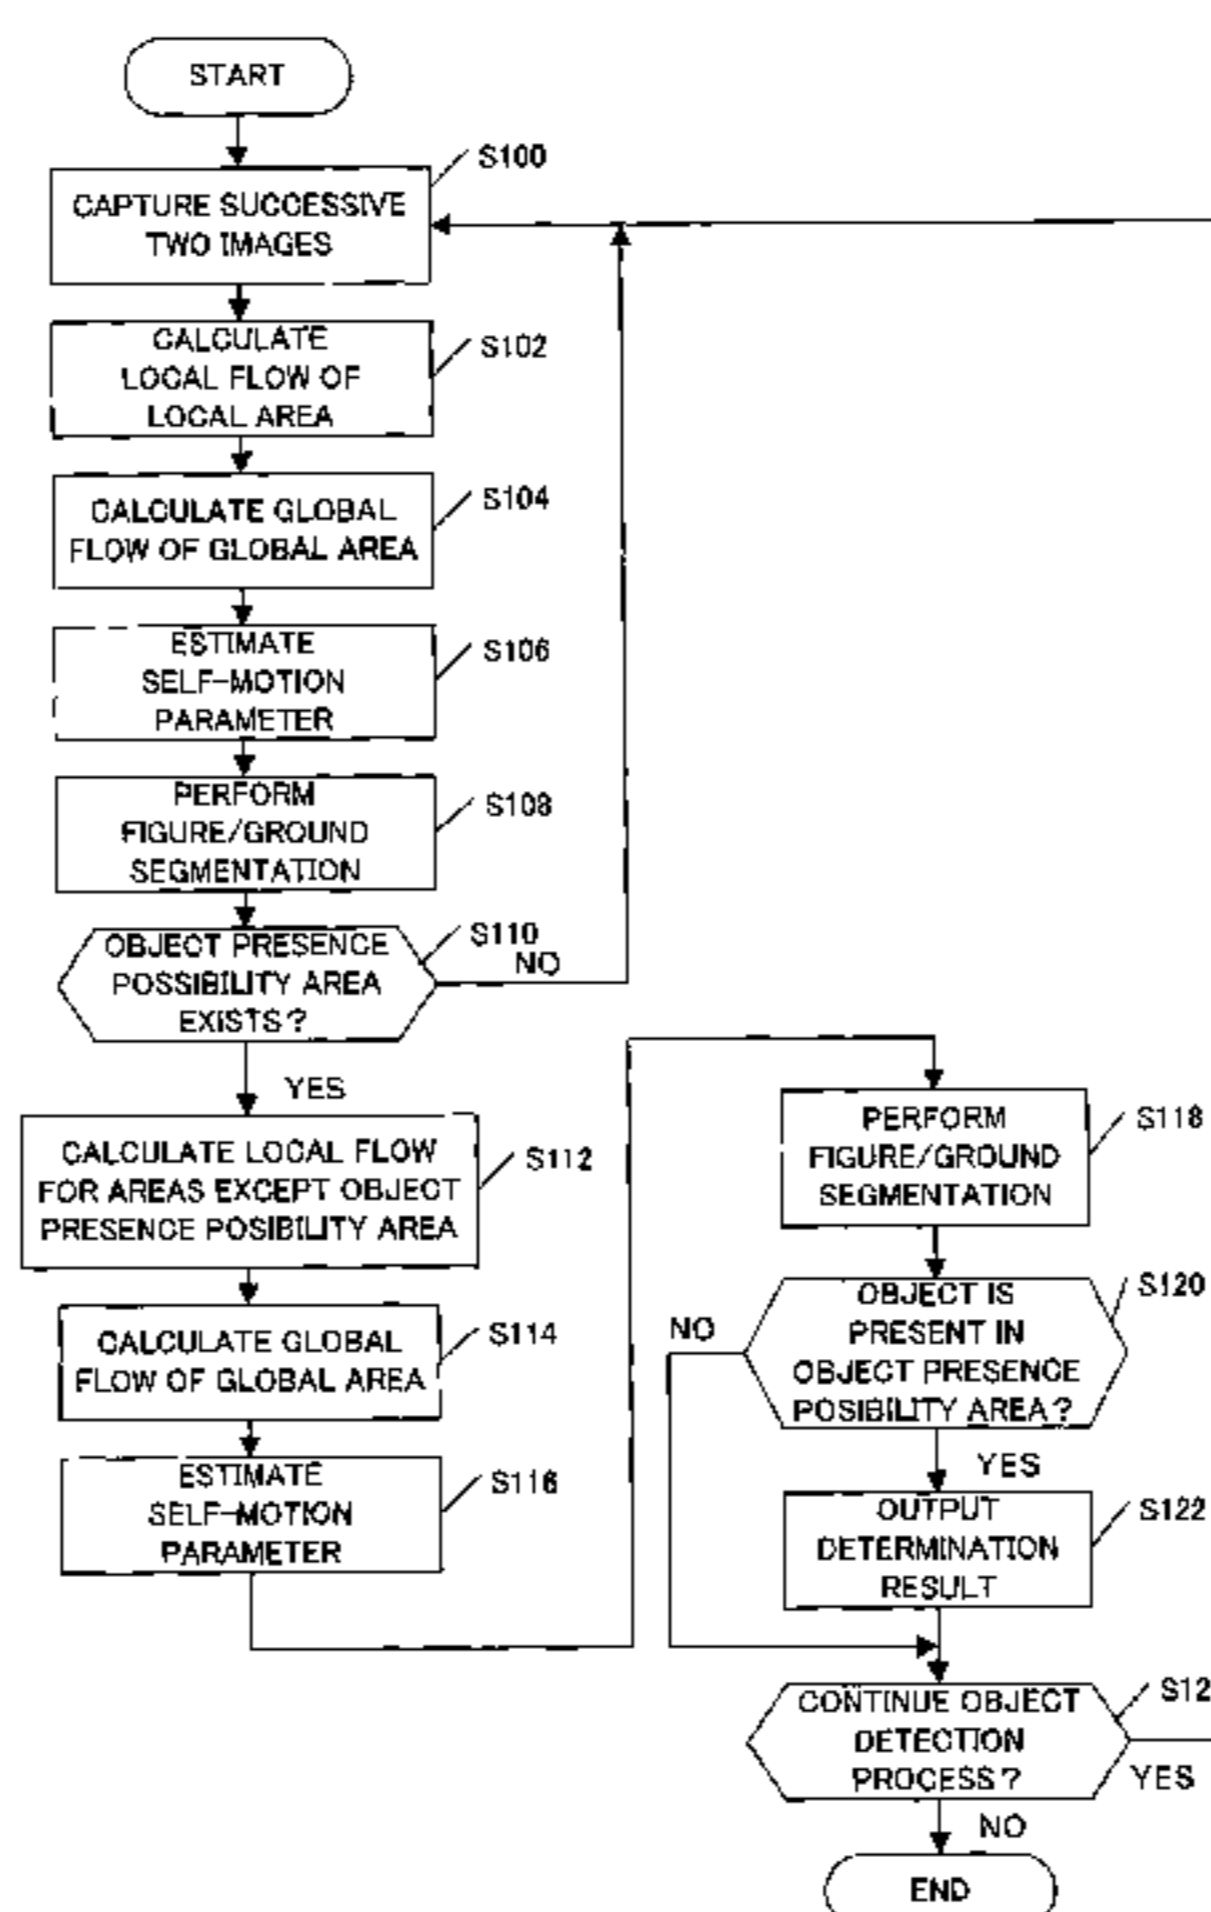 START
S100
CAPTURE SUCCESSIVE
TWO IMAGES
S102
CALCULATE
LOCAL FLOW OF
LOCAL AREA
S104
CALCULATE GLOBAL
FLOW OF GLOBAL AREA
S106
ESTIMATE
SELF-MOTION
PARAMETER
S108
PERFORM
FIGURE/GROUND
SEGMENTATION
S110
OBJECT PRESENCE
POSSIBILITY AREA
EXISTS?
NO
YES
S112
CALCULATE LOCAL FLOW
FOR AREAS EXCEPT OBJECT
PRESENCE POSIBILITY AREA
S114
CALCULATE GLOBAL
FLOW OF GLOBAL AREA
S116
ESTIMATE
SELF-MOTION
PARAMETER
S118
PERFORM
FIGURE/GROUND
SEGMENTATION
S120
OBJECT IS
PRESENT IN
OBJECT PRESENCE
POSIBILITY AREA?
NO
YES
S122
OUTPUT
DETERMINATION
RESULT
S12
CONTINUE OBJECT
DETECTION
PROCESS?
YES
NO
END